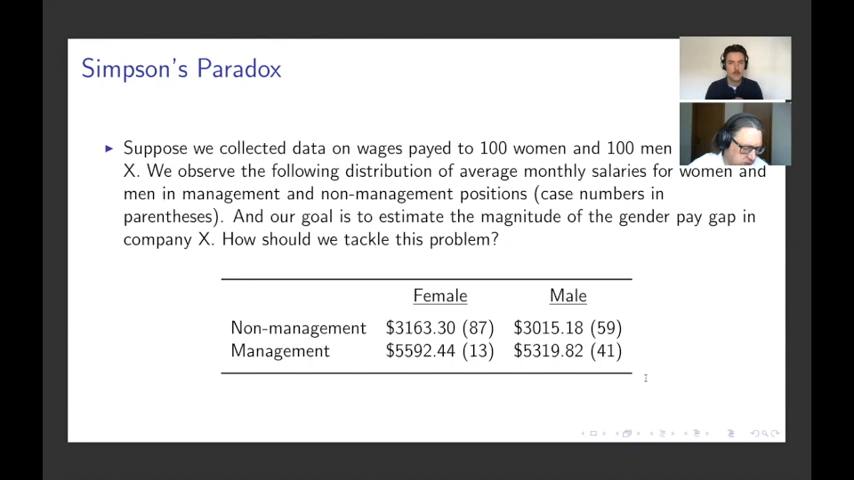 Simpson's Paradox
Suppose we collected data on wages payed to 100 women and 100 men
X. We observe the following distribution of average monthly salaries for women and
men in management and non-management positions (case numbers in
parentheses). And our goal is to estimate the magnitude of the gender pay gap in
company X. How should we tackle this problem?
Female Male
Non-management $3163.30 (87) $3015.18 (59)
Management $5592.44 (13) $5319.82 (41)